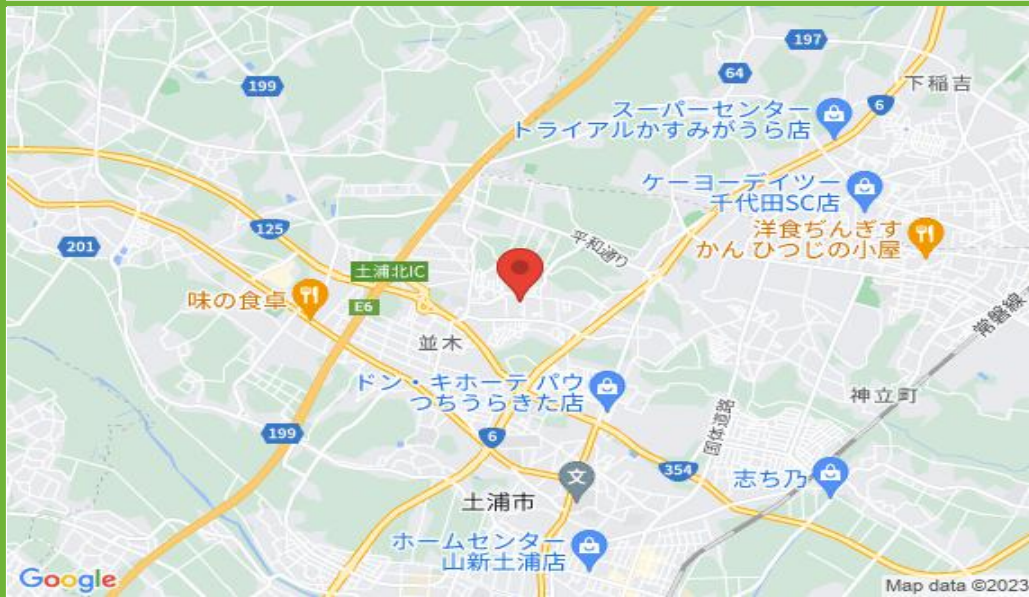 197
64
199
下稲吉
6
スーパーセンター
トライアルかすみがうら店
ケーヨーデイツー
千代田SC店
洋食ぢんぎす
かん ひつじの小屋
125
201
平和通り
土浦北IC
E6
味の食卓
並木
常磐線
ドン・キホーテ パウ
つちうらきた店
神立町
国体道路
199
6
354
文
志ち乃
土浦市
ホームセンター
山新土浦店
Google
Map data ©2023